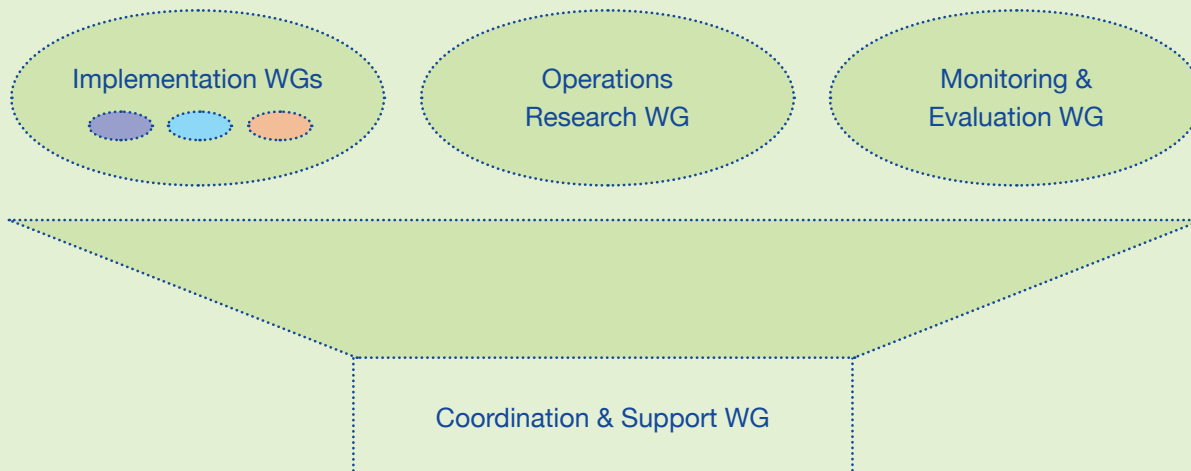 Implementation WGs
Operations
Research WG
Monitoring &
Evaluation WG
Coordination & Support WG